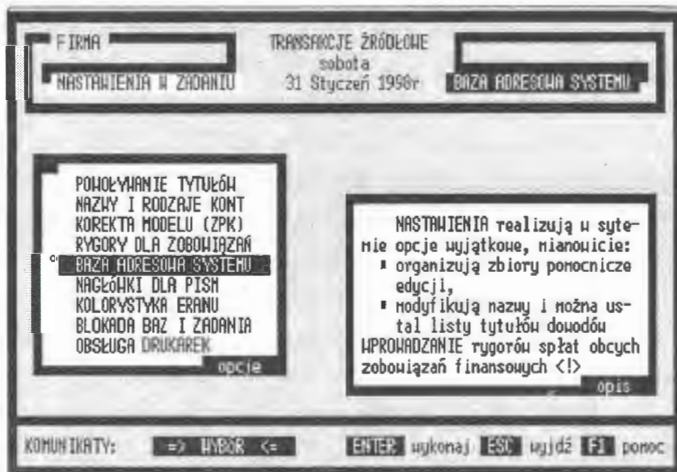 FIRMA
TRANSAKCJE ŹRÓDŁOWE
sobota
NASTAWIENIA W ZADANIU
31 Styczeń 1998r
BAZA ADRESOWA SYSTEMU
POWOŁYWANIE TYTUŁÓW
NAZWY I RODZAJE KONT
KOREKTA MODELU (ZPK)
RYGORY DLA ZOBOWIĄZAŃ
BAZA ADRESOWA SYSTEMU
NAGŁÓWKI DLA PISM
KOLORYSTYKA ERANU
BLOKADA BAZ I ZADANIA
OBSŁUGA DRUKAREK
opcje
NASTAWIENIA realizują w syte-
mie opcje wyjątkowe, mianowicie:
organizują zbiory pomocnicze
edycji,
modyfikują nazwy i można us-
tal listy tytułów dowodów
WPROWADZANIE rygorów spłat obcych
zobowiązań finansowych <!>
opis
KOMUNIKATY: => WYBÓR <= ENTER wykonaj ESC wyjdź F1 pomoc